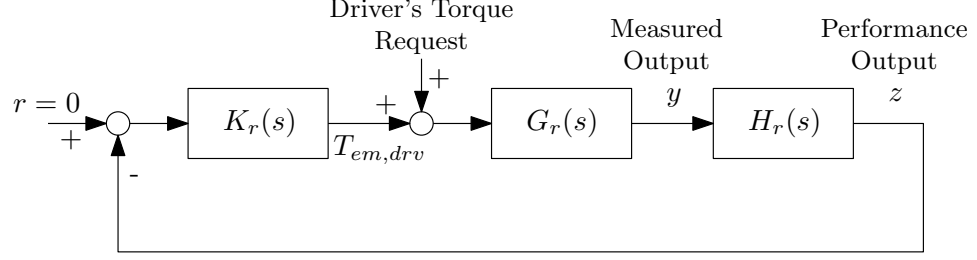 Driver's Torque
Request
Measured
Output
y
Performance
Output
z
r = 0
+
-
K_r(s)
+
T_{em,drv}
+
G_r(s)
H_r(s)